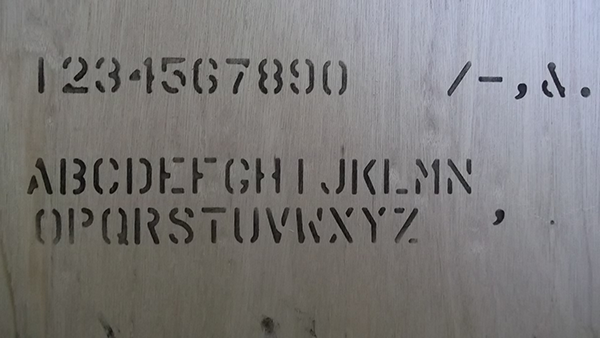 1234567890 /-,&.
ABCDEFGHIJKLMN
OPQRSTUVWXYZ , .